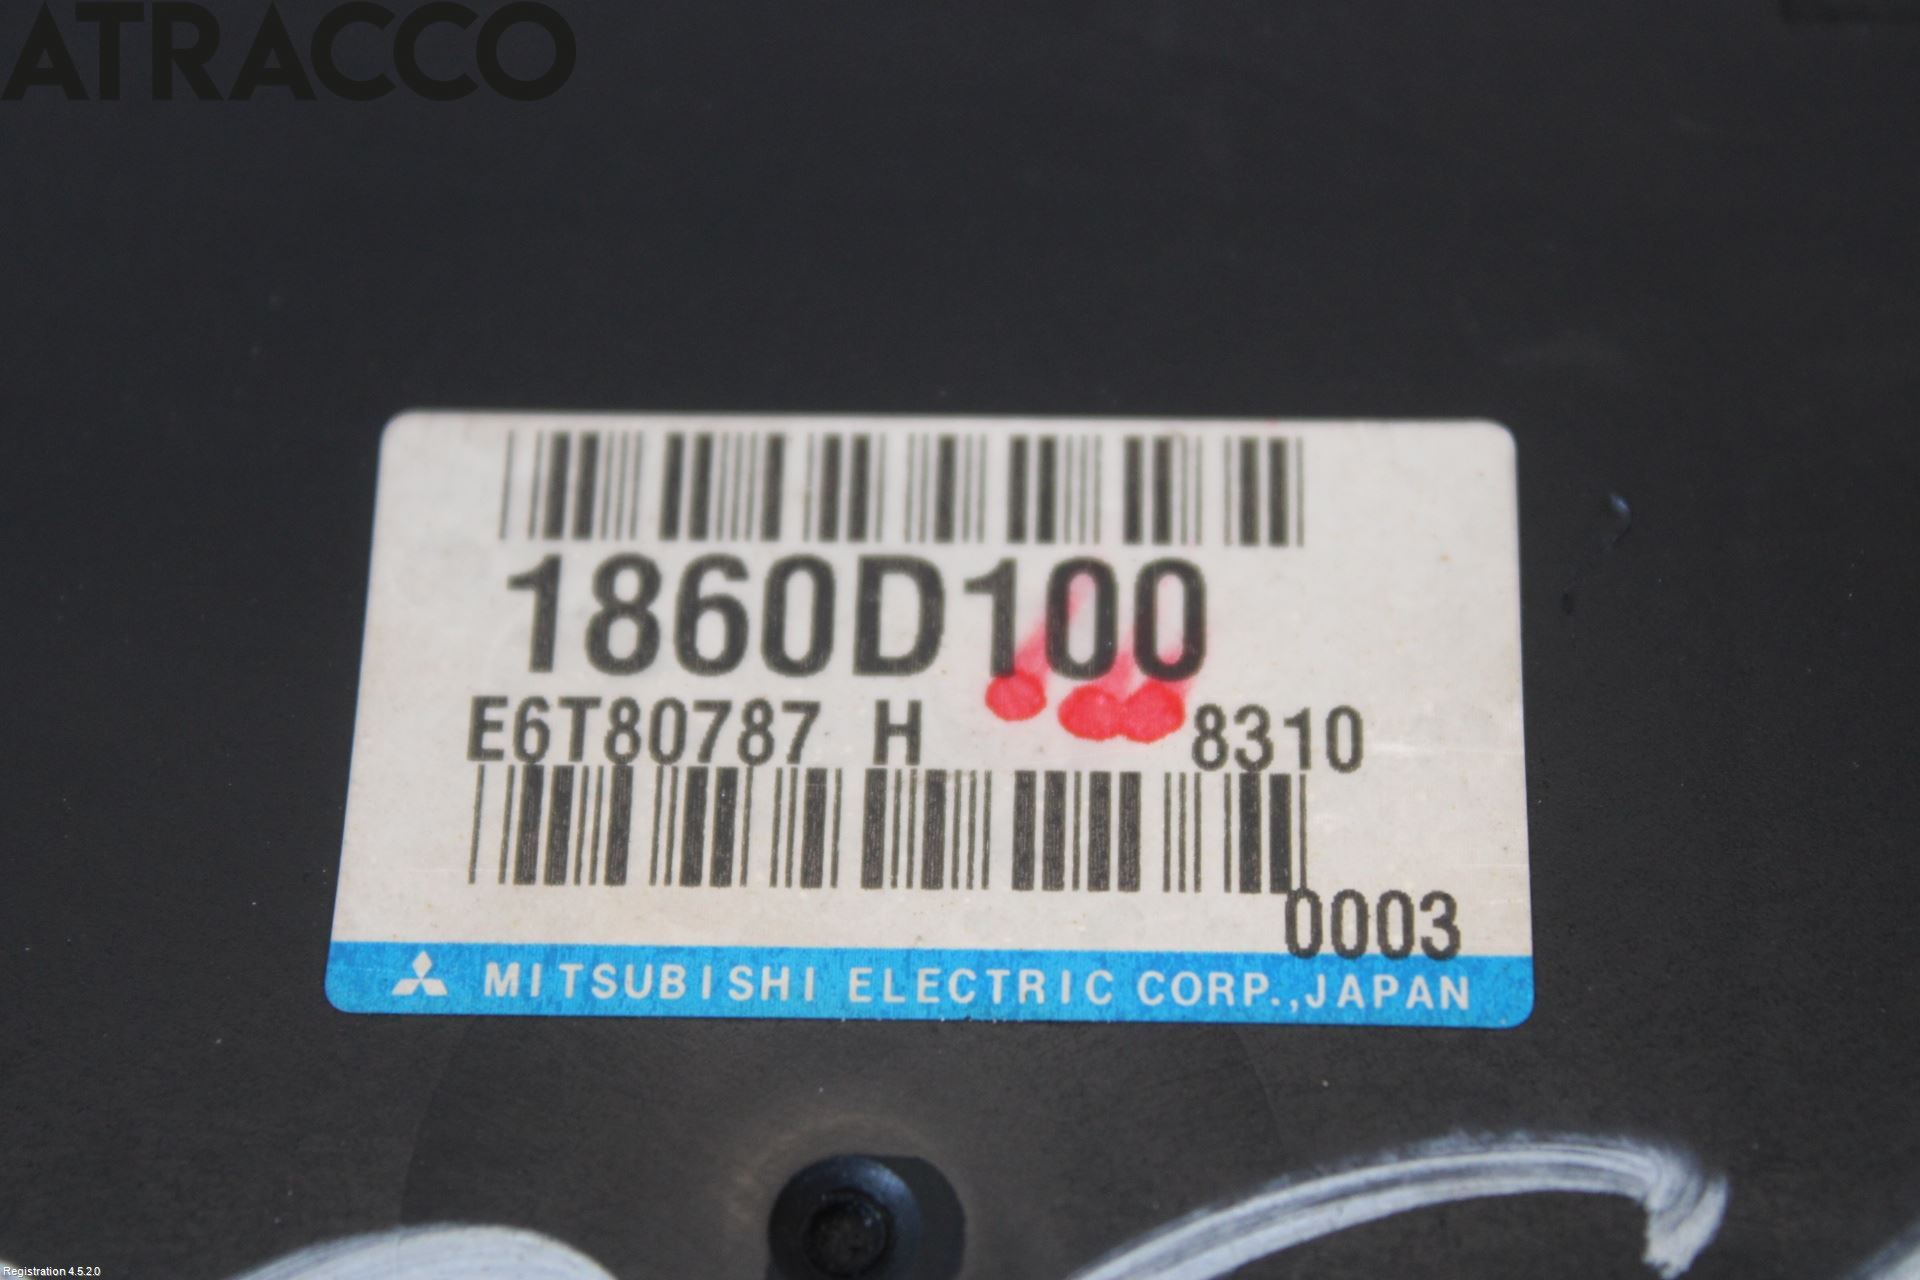 ATRACCO
1860D100
E6T80787 H 8310
0003
MITSUBISHI ELECTRIC CORP.,JAPAN
Registration 4.5.2.0